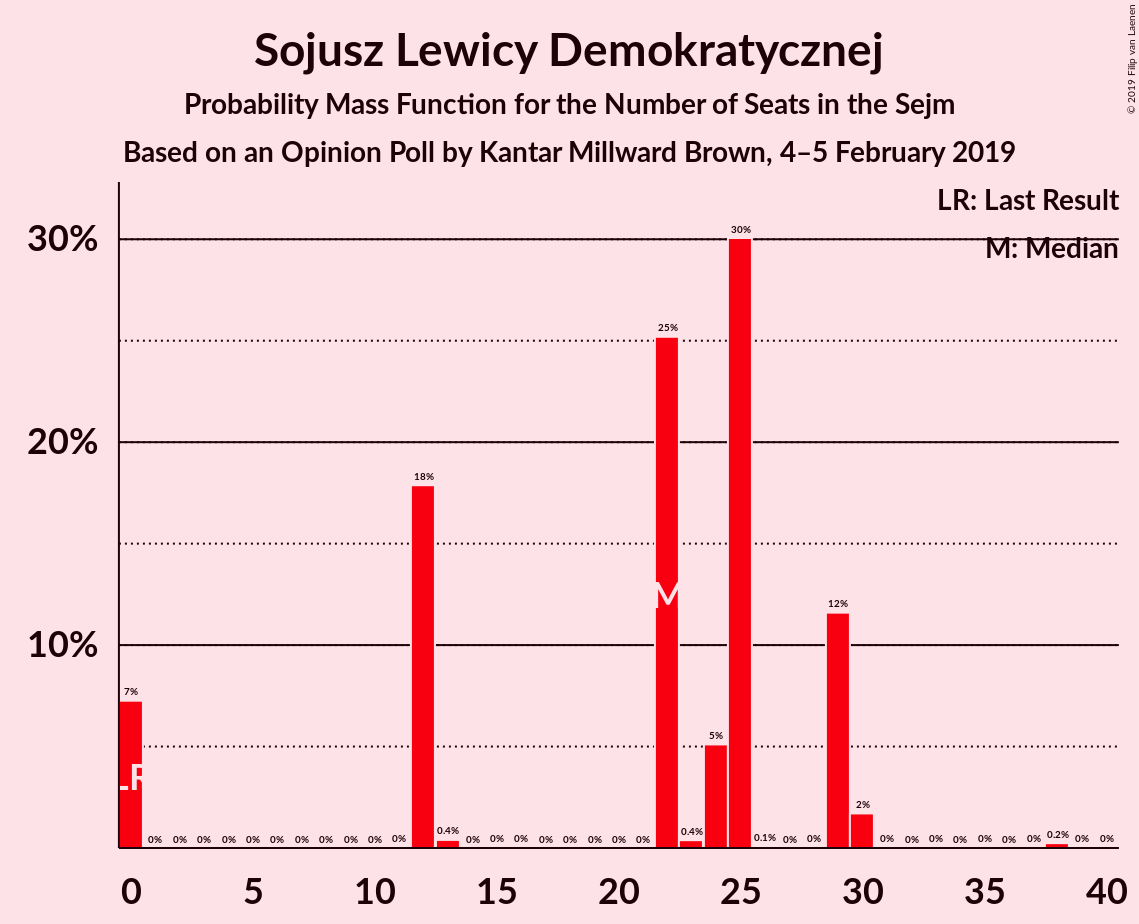 Sojusz Lewicy Demokratycznej
Probability Mass Function for the Number of Seats in the Sejm
Based on an Opinion Poll by Kantar Millward Brown, 4–5 February 2019
© 2019 Filip van Laenen
LR: Last Result
M: Median
30%
20%
10%
7% 0% 0% 0% 0% 0% 0% 0% 0% 0% 0% 0% 18% 0.4% 0% 0% 0% 0% 0% 0% 0% 0% 25% 0.4% 5% 30% 0.1% 0% 0% 12% 2% 0% 0% 0% 0% 0% 0% 0% 0.2% 0% 0%
LR
M
0 5 10 15 20 25 30 35 40